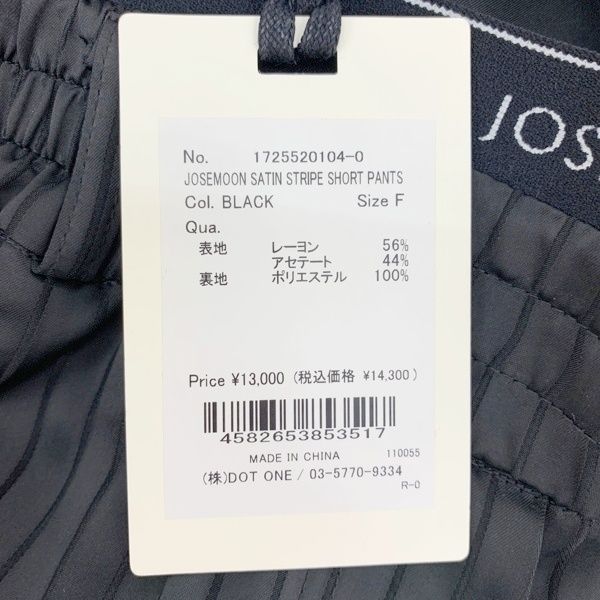 No. 1725520104-0
JOSEMOON SATIN STRIPE SHORT PANTS
Col. BLACK Size F
Qua.
表地 レーヨン 56%
アセテート 44%
裏地 ポリエステル 100%
Price ¥13,000 (税込価格 ¥14,300)
4582653853517
MADE IN CHINA 110055
(株)DOT ONE / 03-5770-9334
R-0
JOS